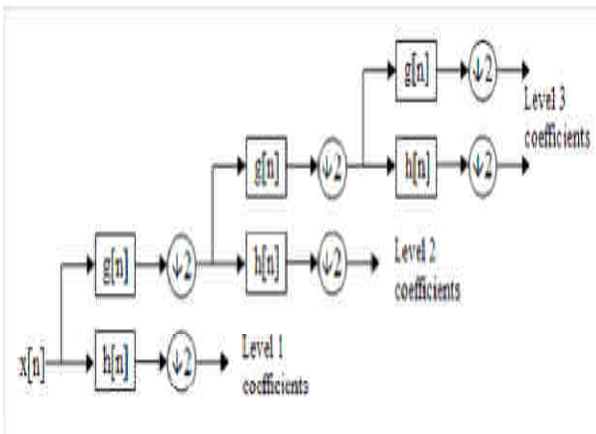 g[n] ↓2
Level 3
coefficients
g[n] ↓2 h[n] ↓2
g[n] ↓2 h[n] ↓2 Level 2
coefficients
x[n] h[n] ↓2 Level 1
coefficients